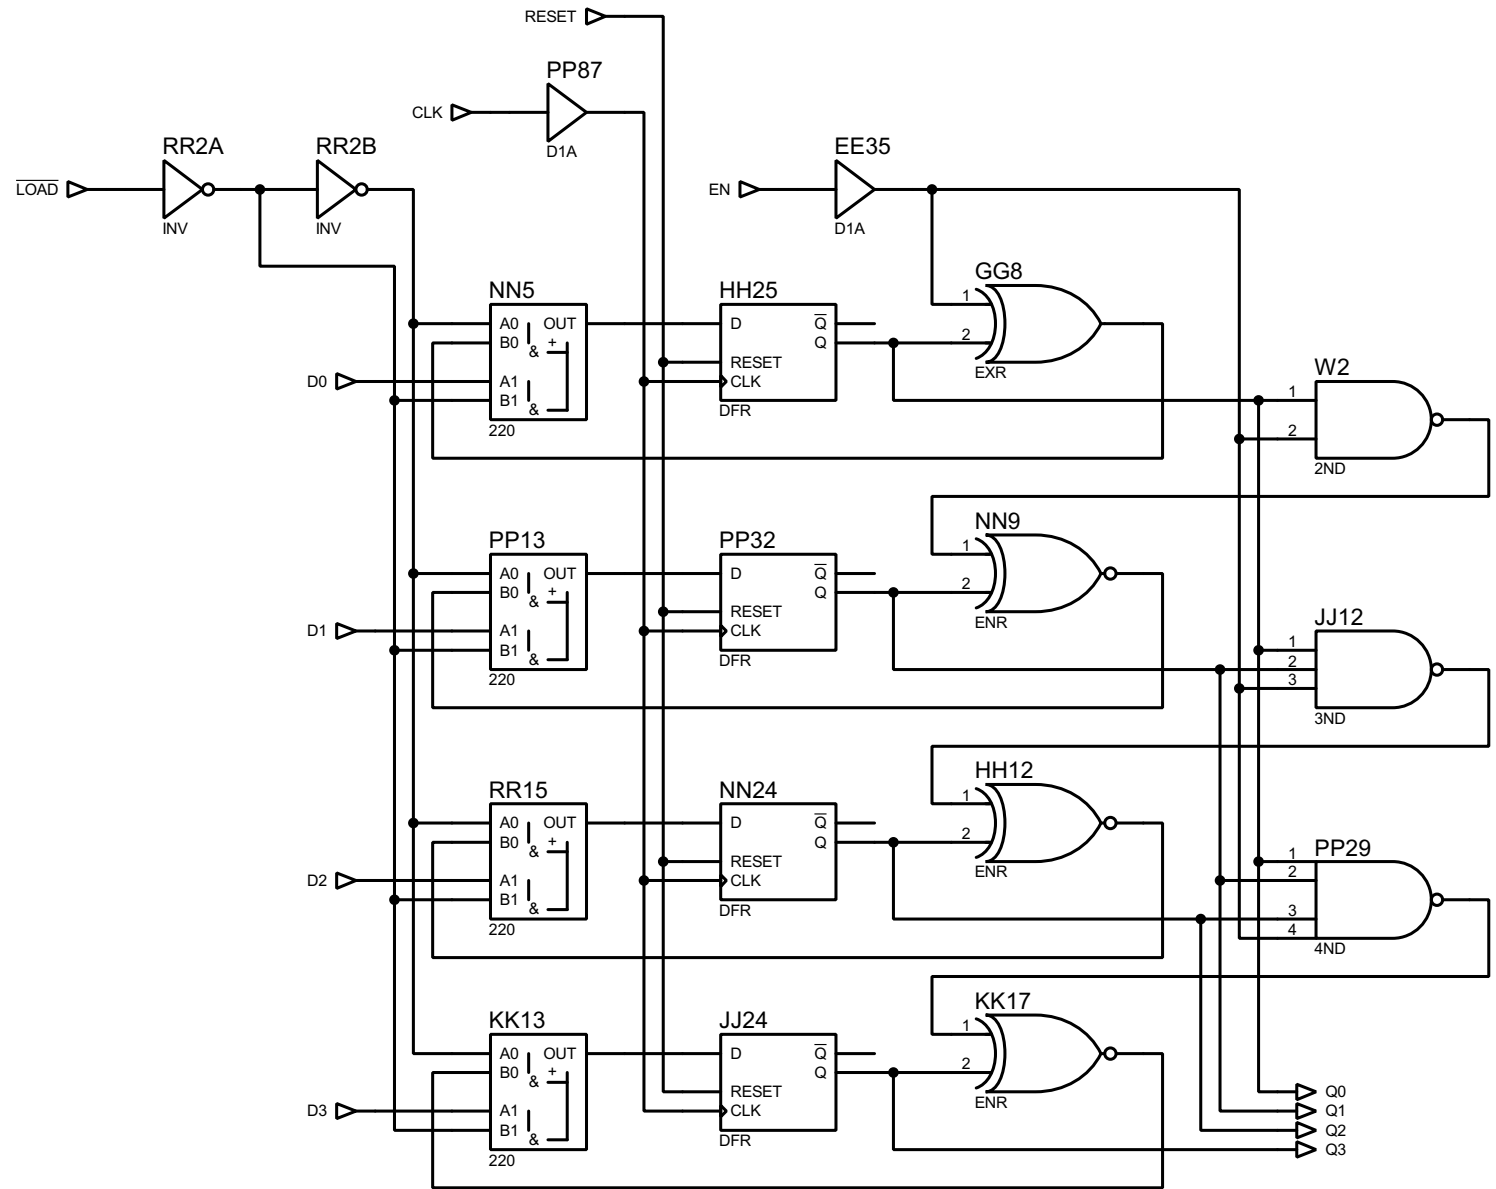 RESET
PP87
CLK
D1A
RR2A
RR2B
EE35
LOAD
EN
INV
INV
D1A
GG8
NN5
HH25
1
A0 OUT
D Q
B0 +
Q
2
&
RESET
EXR
W2
D0
A1
CLK
1
B1
&
DFR
220
2
2ND
NN9
PP13
PP32
1
A0 OUT
D Q
B0 +
Q
2
&
RESET
ENR
JJ12
D1
A1
CLK
1
B1
&
DFR
2
220
3
3ND
HH12
RR15
NN24
1
A0 OUT
D Q
B0 +
Q
2
&
RESET
ENR
PP29
1
D2
A1
CLK
2
B1
&
DFR
3
220
4
4ND
KK17
KK13
JJ24
1
A0 OUT
D Q
B0 +
Q
2
&
RESET
ENR
Q0
D3
A1
CLK
Q1
B1
&
DFR
Q2
220
Q3